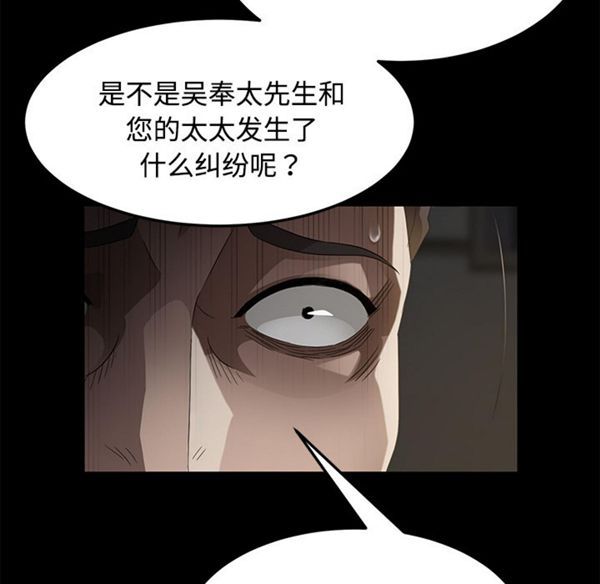 是不是吴奉太先生和
您的太太发生了
什么纠纷呢？